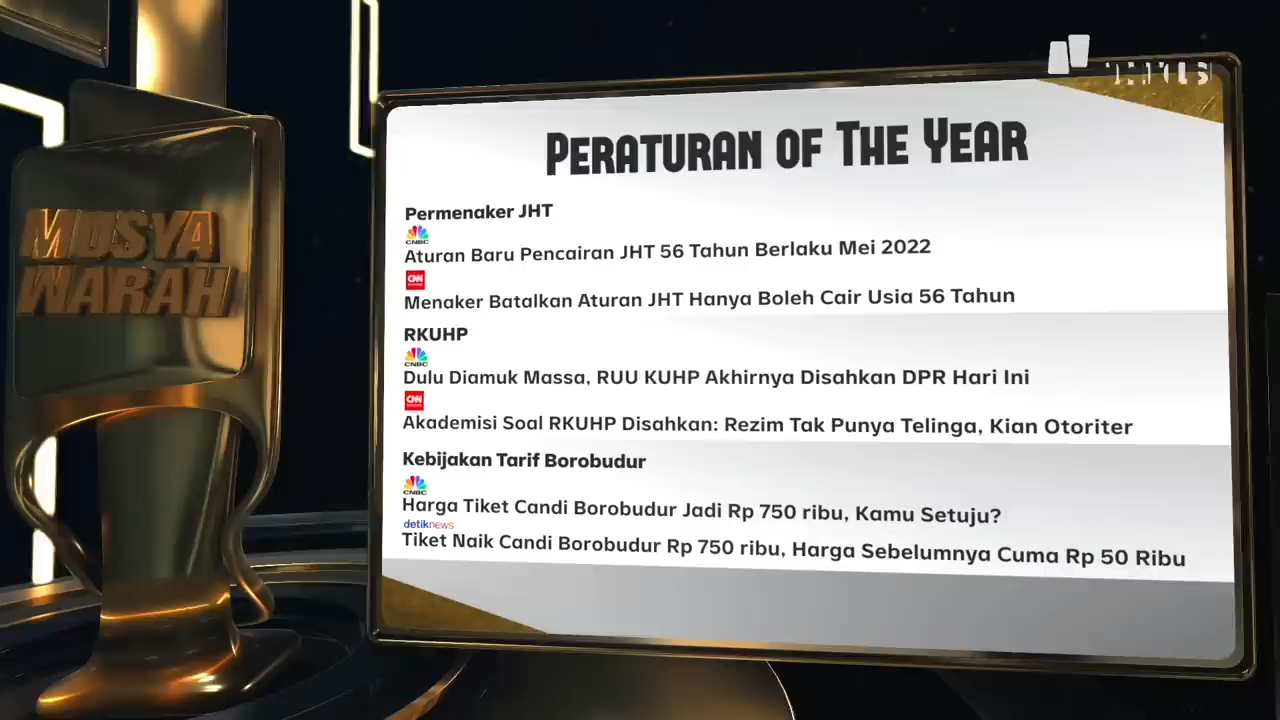 MUSYA
WARAH
PERATURAN OF THE YEAR
Permenaker JHT
CNBC
Aturan Baru Pencairan JHT 56 Tahun Berlaku Mei 2022
CNN
Menaker Batalkan Aturan JHT Hanya Boleh Cair Usia 56 Tahun
RKUHP
CNBC
Dulu Diamuk Massa, RUU KUHP Akhirnya Disahkan DPR Hari Ini
CNN
Akademisi Soal RKUHP Disahkan: Rezim Tak Punya Telinga, Kian Otoriter
Kebijakan Tarif Borobudur
CNBC
Harga Tiket Candi Borobudur Jadi Rp 750 ribu, Kamu Setuju?
detiknews
Tiket Naik Candi Borobudur Rp 750 ribu, Harga Sebelumnya Cuma Rp 50 Ribu